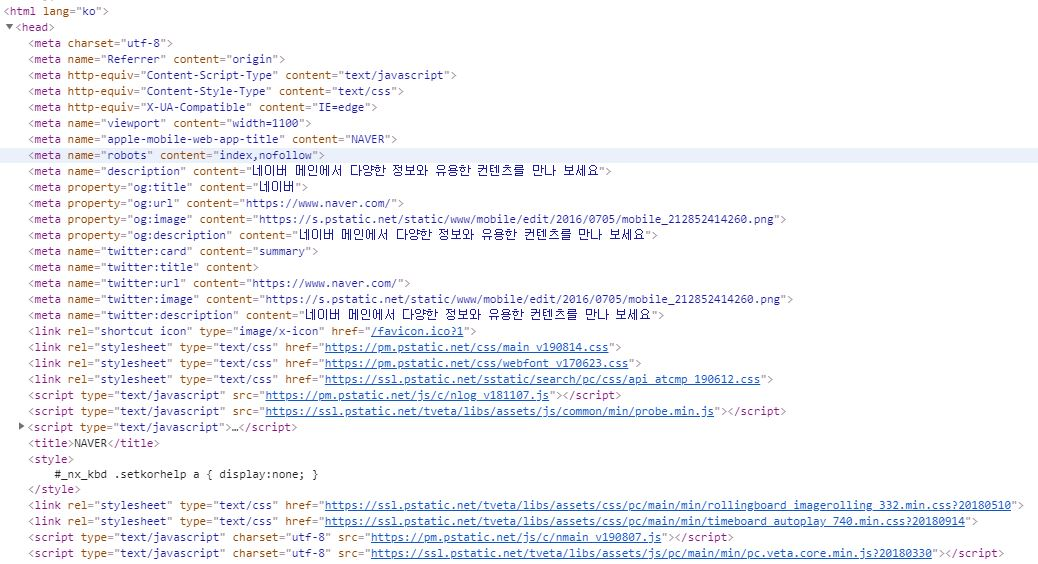 <html lang="ko">
▼<head>
<meta charset="utf-8">
<meta name="Referrer" content="origin">
<meta http-equiv="Content-Script-Type" content="text/javascript">
<meta http-equiv="Content-Style-Type" content="text/css">
<meta http-equiv="X-UA-Compatible" content="IE=edge">
<meta name="viewport" content="width=1100">
<meta name="apple-mobile-web-app-title" content="NAVER">
<meta name="robots" content="index,nofollow">
<meta name="description" content="네이버 메인에서 다양한 정보와 유용한 컨텐츠를 만나 보세요">
<meta property="og:title" content="네이버">
<meta property="og:url" content="https://www.naver.com/">
<meta property="og:image" content="https://s.pstatic.net/static/www/mobile/edit/2016/0705/mobile_212852414260.png">
<meta property="og:description" content="네이버 메인에서 다양한 정보와 유용한 컨텐츠를 만나 보세요">
<meta name="twitter:card" content="summary">
<meta name="twitter:title" content>
<meta name="twitter:url" content="https://www.naver.com/">
<meta name="twitter:image" content="https://s.pstatic.net/static/www/mobile/edit/2016/0705/mobile_212852414260.png">
<meta name="twitter:description" content="네이버 메인에서 다양한 정보와 유용한 컨텐츠를 만나 보세요">
<link rel="shortcut icon" type="image/x-icon" href="/favicon.ico?1">
<link rel="stylesheet" type="text/css" href="https://pm.pstatic.net/css/main_v190814.css">
<link rel="stylesheet" type="text/css" href="https://pm.pstatic.net/css/webfont_v170623.css">
<link rel="stylesheet" type="text/css" href="https://ssl.pstatic.net/sstatic/search/pc/css/api_atcmp_190612.css">
<script type="text/javascript" src="https://pm.pstatic.net/js/c/nlog_v181107.js"></script>
<script type="text/javascript" src="https://ssl.pstatic.net/tveta/libs/assets/js/common/min/probe.min.js"></script>
▶<script type="text/javascript">…</script>
<title>NAVER</title>
<style>
#_nx_kbd .setkorhelp a { display:none; }
</style>
<link rel="stylesheet" type="text/css" href="https://ssl.pstatic.net/tveta/libs/assets/css/pc/main/min/rollingboard_imagerolling_332.min.css?20180510">
<link rel="stylesheet" type="text/css" href="https://ssl.pstatic.net/tveta/libs/assets/css/pc/main/min/timeboard_autoplay_740.min.css?20180914">
<script type="text/javascript" charset="utf-8" src="https://pm.pstatic.net/js/c/nmain_v190807.js"></script>
<script type="text/javascript" charset="utf-8" src="https://ssl.pstatic.net/tveta/libs/assets/js/pc/main/min/pc.veta.core.min.js?20180330"></script>